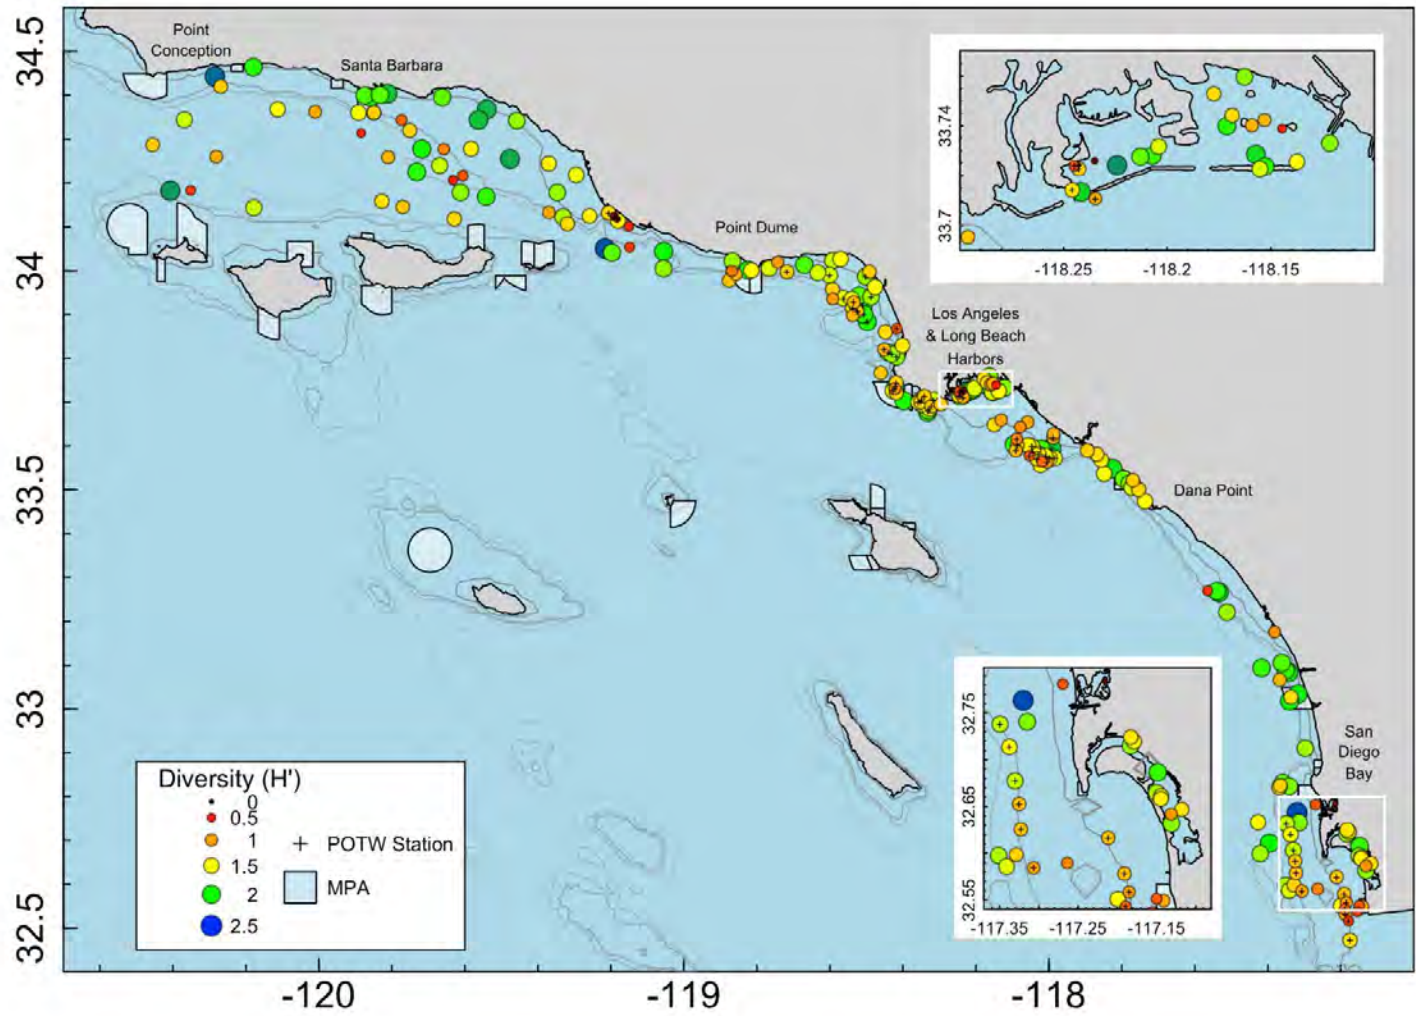 Point
Conception
Santa Barbara
Point Dume
Los Angeles
& Long Beach
Harbors
Dana Point
San
Diego
Bay
34.5
34
33.5
33
32.5
-120
-119
-118
33.74
33.7
-118.25
-118.2
-118.15
32.75
32.65
32.55
-117.35
-117.25
-117.15
Diversity (H')
0
0.5
1
1.5
2
2.5
POTW Station
MPA